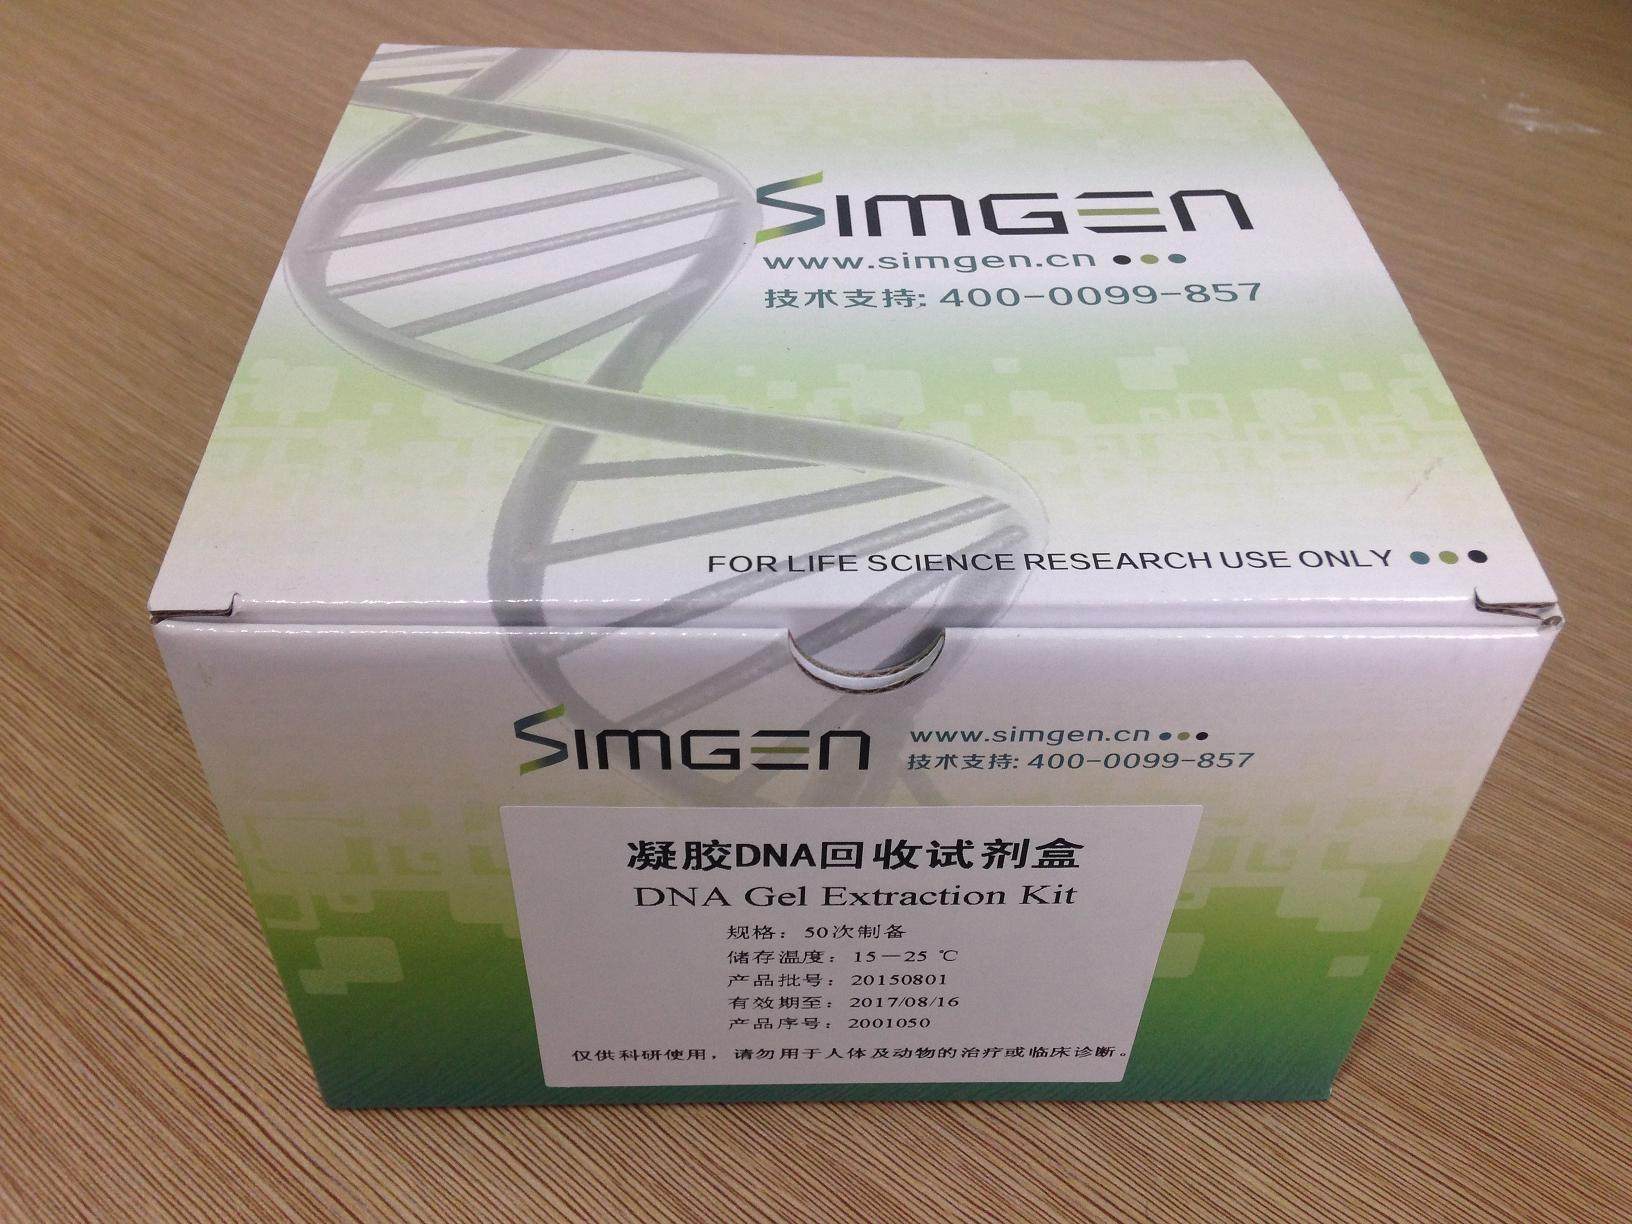 SIMGEN
www.simgen.cn
技术支持: 400-0099-857
FOR LIFE SCIENCE RESEARCH USE ONLY
SIMGEN
www.simgen.cn
技术支持: 400-0099-857
凝胶DNA回收试剂盒
DNA Gel Extraction Kit
规格：50次制备
储存温度：15－25 ℃
产品批号：20150801
有效期至：2017/08/16
产品序号：2001050
仅供科研使用，请勿用于人体及动物的治疗或临床诊断。